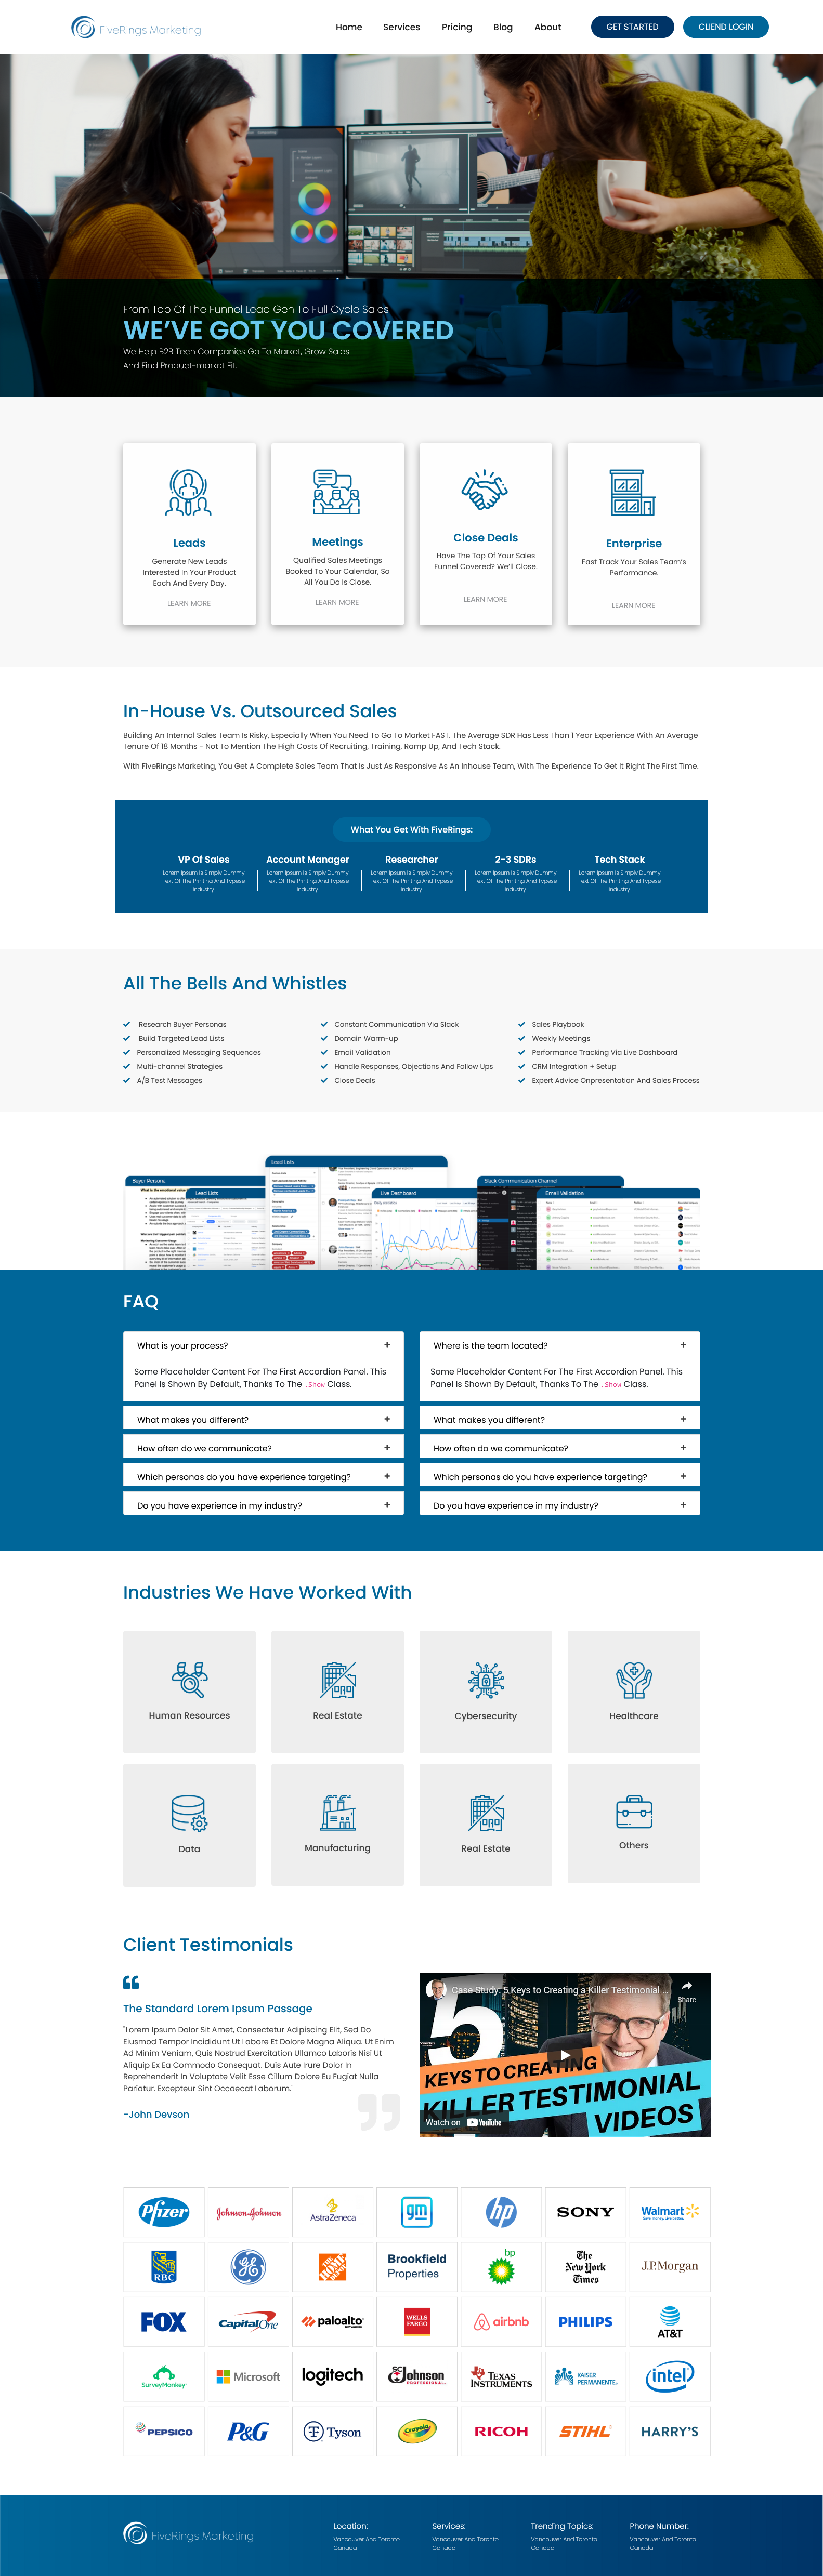 FiveRings Marketing
Home Services Pricing Blog About GET STARTED CLIEND LOGIN
From Top Of The Funnel Lead Gen To Full Cycle Sales
WE'VE GOT YOU COVERED
We Help B2B Tech Companies Go To Market, Grow Sales
And Find Product-market Fit.
Leads
Generate New Leads
Interested In Your Product
Each And Every Day.
LEARN MORE
Meetings
Qualified Sales Meetings
Booked To Your Calendar, So
All You Do Is Close.
LEARN MORE
Close Deals
Have The Top Of Your Sales
Funnel Covered? We'll Close.
LEARN MORE
Enterprise
Fast Track Your Sales Team's
Performance.
LEARN MORE
In-House Vs. Outsourced Sales
Building An Internal Sales Team Is Risky, Especially When You Need To Go To Market FAST. The Average SDR Has Less Than 1 Year Experience With An Average
Tenure Of 18 Months - Not To Mention The High Costs Of Recruiting, Training, Ramp Up, And Tech Stack.
With FiveRings Marketing, You Get A Complete Sales Team That Is Just As Responsive As An Inhouse Team, With The Experience To Get It Right The First Time.
What You Get With FiveRings:
VP Of Sales
Lorem Ipsum Is Simply Dummy
Text Of The Printing And Typese
Industry.
Account Manager
Lorem Ipsum Is Simply Dummy
Text Of The Printing And Typese
Industry.
Researcher
Lorem Ipsum Is Simply Dummy
Text Of The Printing And Typese
Industry.
2-3 SDRs
Lorem Ipsum Is Simply Dummy
Text Of The Printing And Typese
Industry.
Tech Stack
Lorem Ipsum Is Simply Dummy
Text Of The Printing And Typese
Industry.
All The Bells And Whistles
Research Buyer Personas
Build Targeted Lead Lists
Personalized Messaging Sequences
Multi-channel Strategies
A/B Test Messages
Constant Communication Via Slack
Domain Warm-up
Email Validation
Handle Responses, Objections And Follow Ups
Close Deals
Sales Playbook
Weekly Meetings
Performance Tracking Via Live Dashboard
CRM Integration + Setup
Expert Advice Onpresentation And Sales Process
Buyer Persona
Lead Lists
Lead Lists
Live Dashboard
Slack Communication Channel
Email Validation
FAQ
What is your process? +
Some Placeholder Content For The First Accordion Panel. This
Panel Is Shown By Default, Thanks To The .Show Class.
What makes you different? +
How often do we communicate? +
Which personas do you have experience targeting? +
Do you have experience in my industry? +
Where is the team located? +
Some Placeholder Content For The First Accordion Panel. This
Panel Is Shown By Default, Thanks To The .Show Class.
What makes you different? +
How often do we communicate? +
Which personas do you have experience targeting? +
Do you have experience in my industry? +
Industries We Have Worked With
Human Resources
Real Estate
Cybersecurity
Healthcare
Data
Manufacturing
Real Estate
Others
Client Testimonials
The Standard Lorem Ipsum Passage
"Lorem Ipsum Dolor Sit Amet, Consectetur Adipiscing Elit, Sed Do
Eiusmod Tempor Incididunt Ut Labore Et Dolore Magna Aliqua. Ut Enim
Ad Minim Veniam, Quis Nostrud Exercitation Ullamco Laboris Nisi Ut
Aliquip Ex Ea Commodo Consequat. Duis Aute Irure Dolor In
Reprehenderit In Voluptate Velit Esse Cillum Dolore Eu Fugiat Nulla
Pariatur. Excepteur Sint Occaecat Laborum."
-John Devson
Case Study: 5 Keys to Creating a Killer Testimonial ...
Share
5
KEYS TO CREATING
KILLER TESTIMONIAL
VIDEOS
Watch on YouTube
Pfizer
Johnson & Johnson
AstraZeneca
gm
hp
SONY
Walmart
Save money. Live better.
RBC
GE
THE HOME DEPOT
Brookfield
Properties
bp
The
New York
Times
J.P.Morgan
FOX
Capital One
paloalto
NETWORKS
WELLS
FARGO
airbnb
PHILIPS
AT&T
SurveyMonkey
Microsoft
logitech
SC Johnson
PROFESSIONAL
TEXAS
INSTRUMENTS
KAISER
PERMANENTE
intel
PEPSICO
P&G
T Tyson
Crayola
RICOH
STIHL
HARRY'S
FiveRings Marketing
Location:
Vancouver And Toronto
Canada
Services:
Vancouver And Toronto
Canada
Trending Topics:
Vancouver And Toronto
Canada
Phone Number:
Vancouver And Toronto
Canada